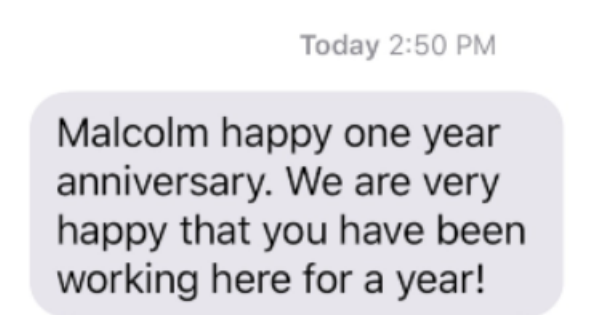 Today 2:50 PM
Malcolm happy one year
anniversary. We are very
happy that you have been
working here for a year!